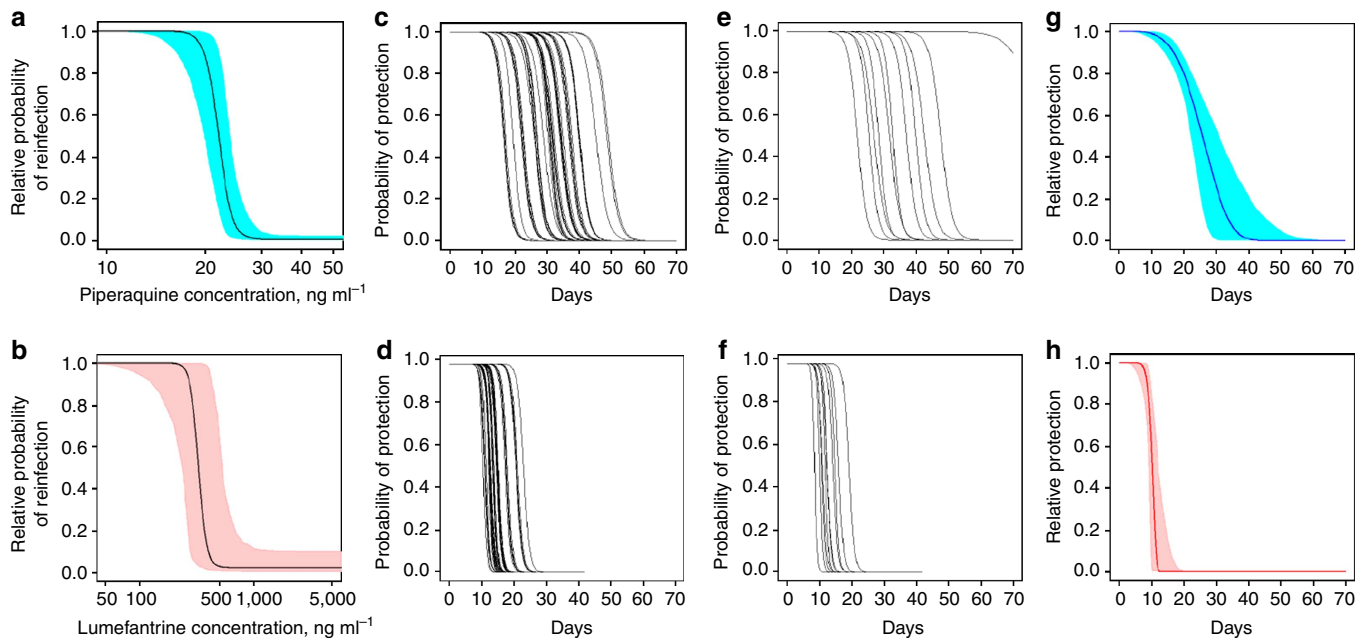 a
Relative probability
of reinfection
1.0
0.8
0.6
0.4
0.2
0.0
10
20
30
40
50
Piperaquine concentration, ng ml⁻¹
c
Probability of protection
1.0
0.8
0.6
0.4
0.2
0.0
0 10 20 30 40 50 60 70
Days
e
Probability of protection
1.0
0.8
0.6
0.4
0.2
0.0
0 10 20 30 40 50 60 70
Days
g
Relative protection
1.0
0.8
0.6
0.4
0.2
0.0
0 10 20 30 40 50 60 70
Days
b
Relative probability
of reinfection
1.0
0.8
0.6
0.4
0.2
0.0
50 100 500 1,000 5,000
Lumefantrine concentration, ng ml⁻¹
d
Probability of protection
1.0
0.8
0.6
0.4
0.2
0.0
0 10 20 30 40 50 60 70
Days
f
Probability of protection
1.0
0.8
0.6
0.4
0.2
0.0
0 10 20 30 40 50 60 70
Days
h
Relative protection
1.0
0.8
0.6
0.4
0.2
0.0
0 10 20 30 40 50 60 70
Days